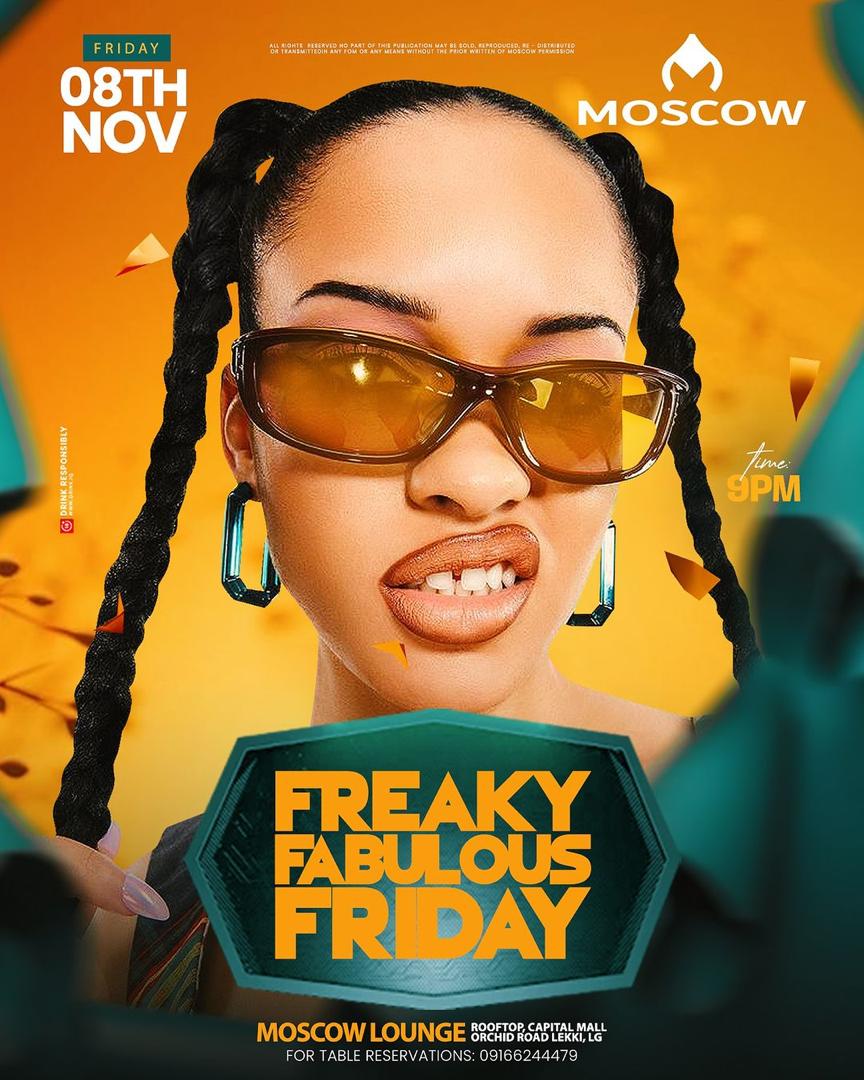 FRIDAY
08TH
NOV
ALL RIGHTS RESERVED NO PART OF THIS PUBLICATION MAY BE SOLD, REPRODUCED, RE - DISTRIBUTED
OR TRANSMITTEDIN ANY FOM OR ANY MEANS WITHOUT THE PRIOR WRITTEN OF MOSCOW PERMISSION
MOSCOW
DRINK RESPONSIBLY
time:
9PM
FREAKY
FABULOUS
FRIDAY
MOSCOW LOUNGE ROOFTOP, CAPITAL MALL
ORCHID ROAD LEKKI, LG
FOR TABLE RESERVATIONS: 09166244479